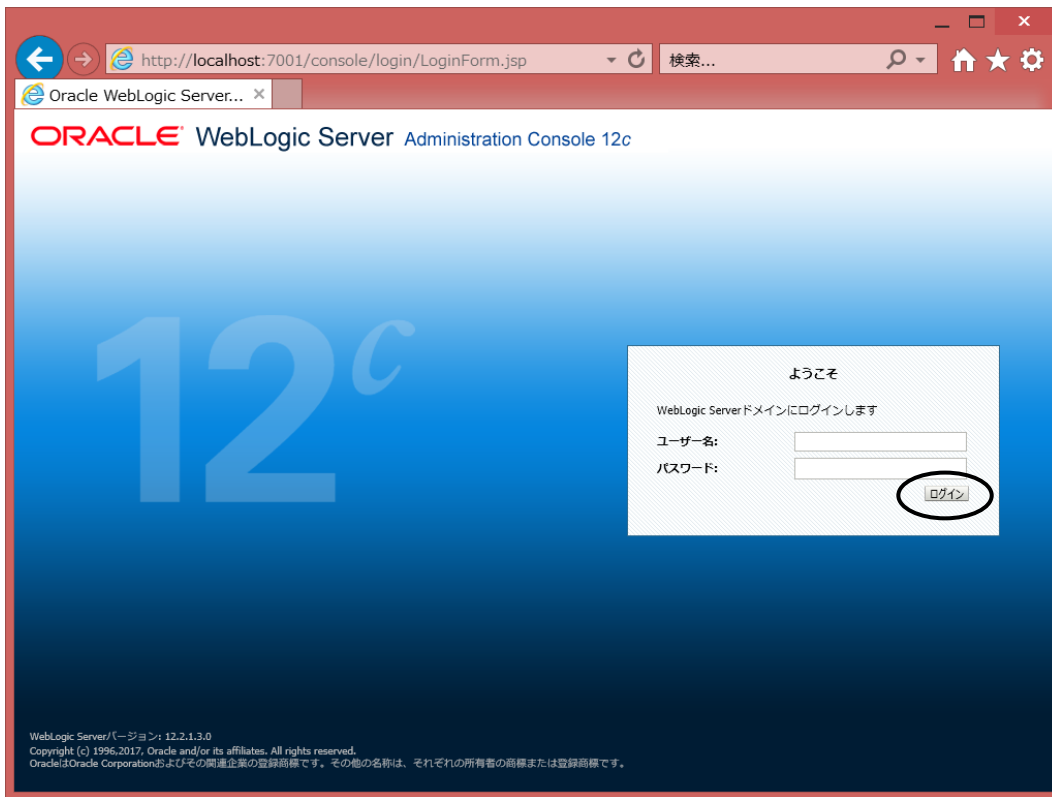 http://localhost:7001/console/login/LoginForm.jsp
検索...
Oracle WebLogic Server...
ORACLE WebLogic Server Administration Console 12c
12c
ようこそ
WebLogic Serverドメインにログインします
ユーザー名:
パスワード:
ログイン
WebLogic Serverバージョン: 12.2.1.3.0
Copyright (c) 1996,2017, Oracle and/or its affiliates. All rights reserved.
OracleはOracle Corporationおよびその関連企業の登録商標です。その他の名称は、それぞれの所有者の商標または登録商標です。